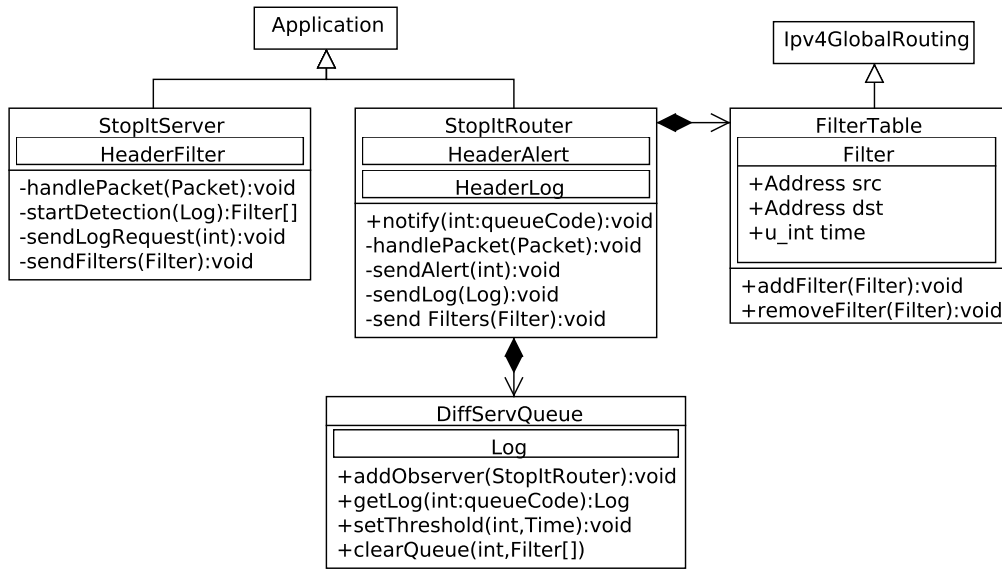 Application
Ipv4GlobalRouting
StopItServer
HeaderFilter
-handlePacket(Packet):void
-startDetection(Log):Filter[]
-sendLogRequest(int):void
-sendFilters(Filter):void
StopItRouter
HeaderAlert
HeaderLog
+notify(int:queueCode):void
-handlePacket(Packet):void
-sendAlert(int):void
-sendLog(Log):void
-send Filters(Filter):void
FilterTable
Filter
+Address src
+Address dst
+u_int time
+addFilter(Filter):void
+removeFilter(Filter):void
DiffServQueue
Log
+addObserver(StopItRouter):void
+getLog(int:queueCode):Log
+setThreshold(int,Time):void
+clearQueue(int,Filter[])